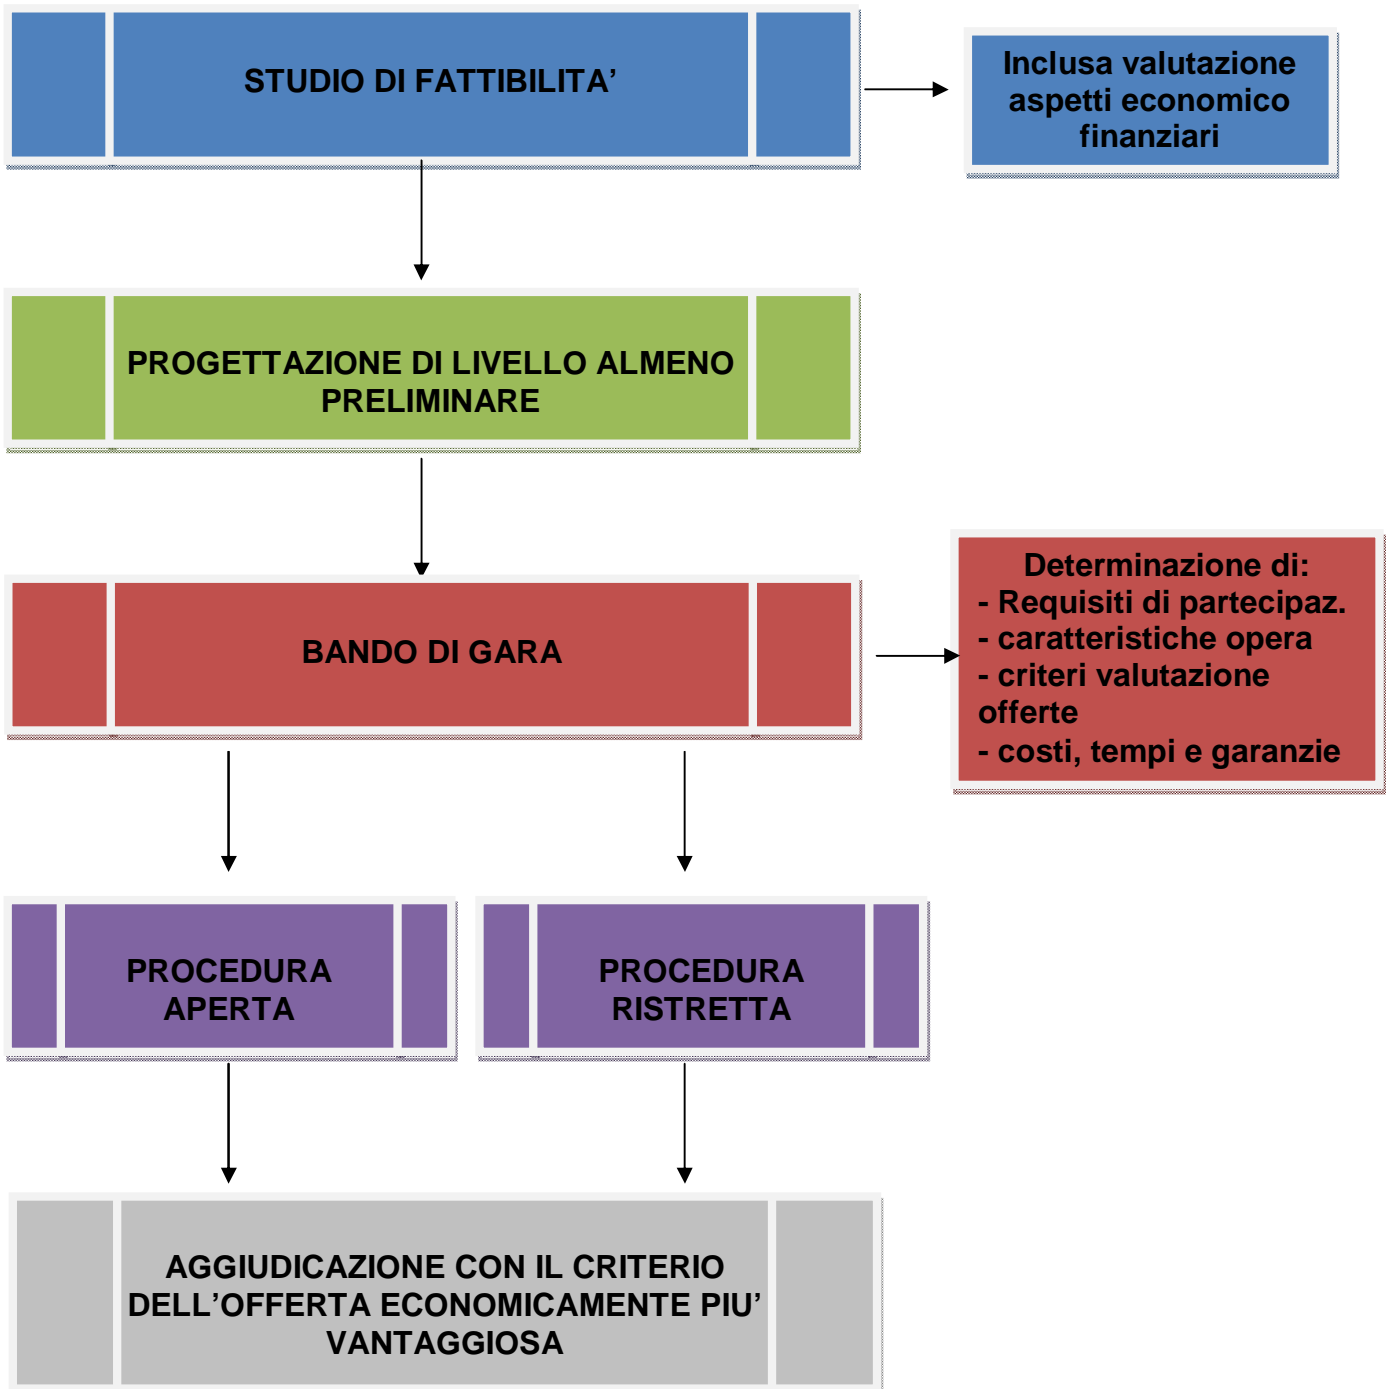 STUDIO DI FATTIBILITA’
Inclusa valutazione
aspetti economico
finanziari
PROGETTAZIONE DI LIVELLO ALMENO
PRELIMINARE
BANDO DI GARA
Determinazione di:
- Requisiti di partecipaz.
- caratteristiche opera
- criteri valutazione
offerte
- costi, tempi e garanzie
PROCEDURA
APERTA
PROCEDURA
RISTRETTA
AGGIUDICAZIONE CON IL CRITERIO
DELL’OFFERTA ECONOMICAMENTE PIU’
VANTAGGIOSA